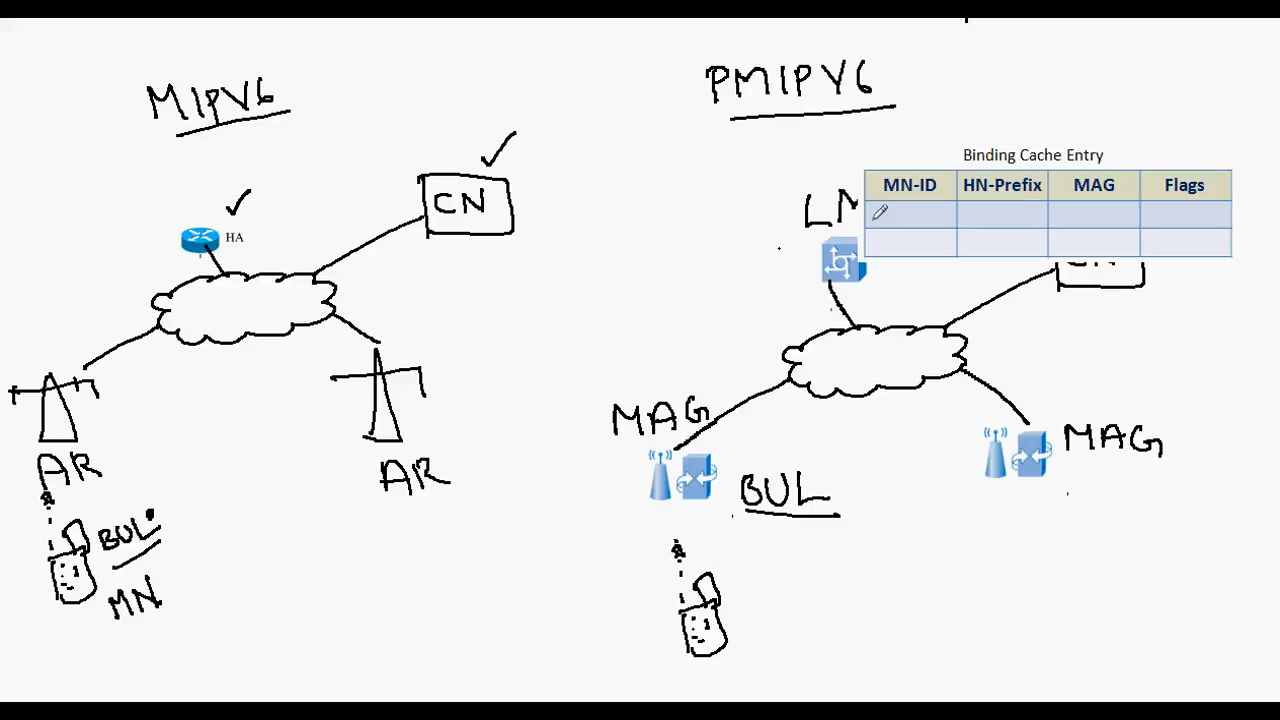 MIPV6
CN
HA
AR
AR
BUL
MN
PMIPV6
Binding Cache Entry
MN-ID HN-Prefix MAG Flags
LM
MAG
MAG
BUL